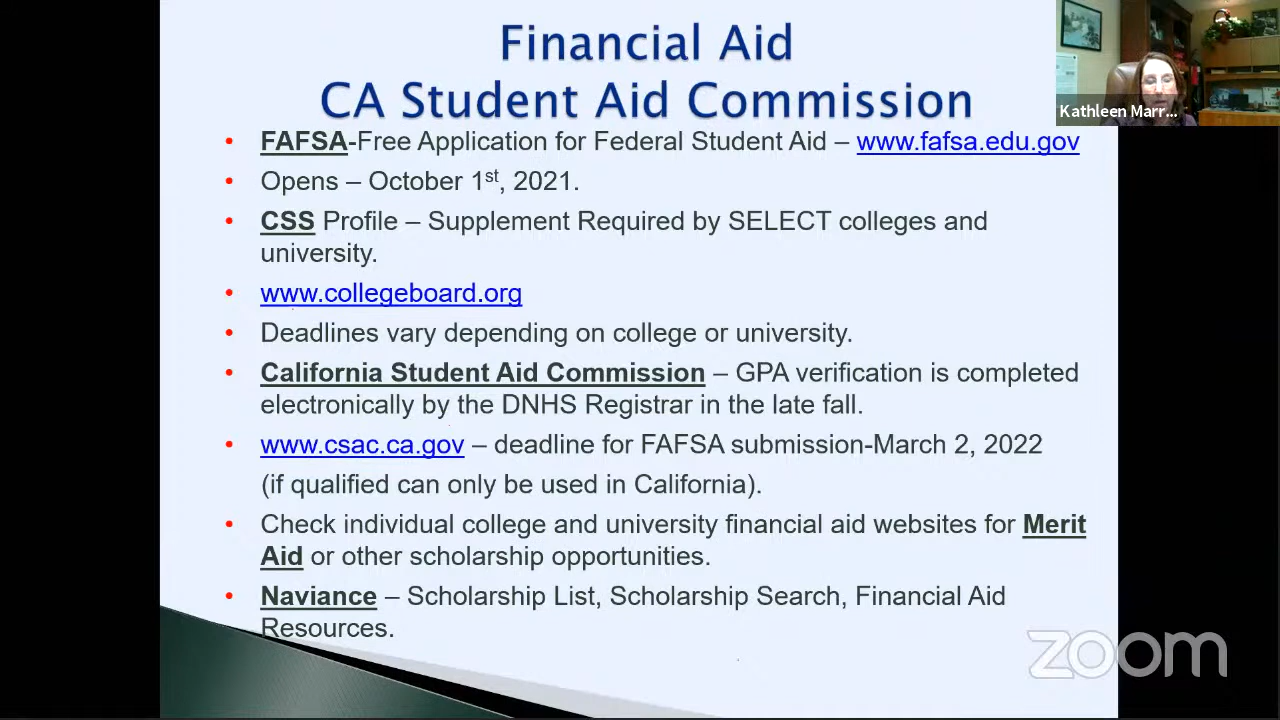 Financial Aid
CA Student Aid Commission
Kathleen Marr...
• FAFSA-Free Application for Federal Student Aid – www.fafsa.edu.gov
• Opens – October 1st, 2021.
• CSS Profile – Supplement Required by SELECT colleges and
university.
• www.collegeboard.org
• Deadlines vary depending on college or university.
• California Student Aid Commission – GPA verification is completed
electronically by the DNHS Registrar in the late fall.
• www.csac.ca.gov – deadline for FAFSA submission-March 2, 2022
(if qualified can only be used in California).
• Check individual college and university financial aid websites for Merit
Aid or other scholarship opportunities.
• Naviance – Scholarship List, Scholarship Search, Financial Aid
Resources.
zoom